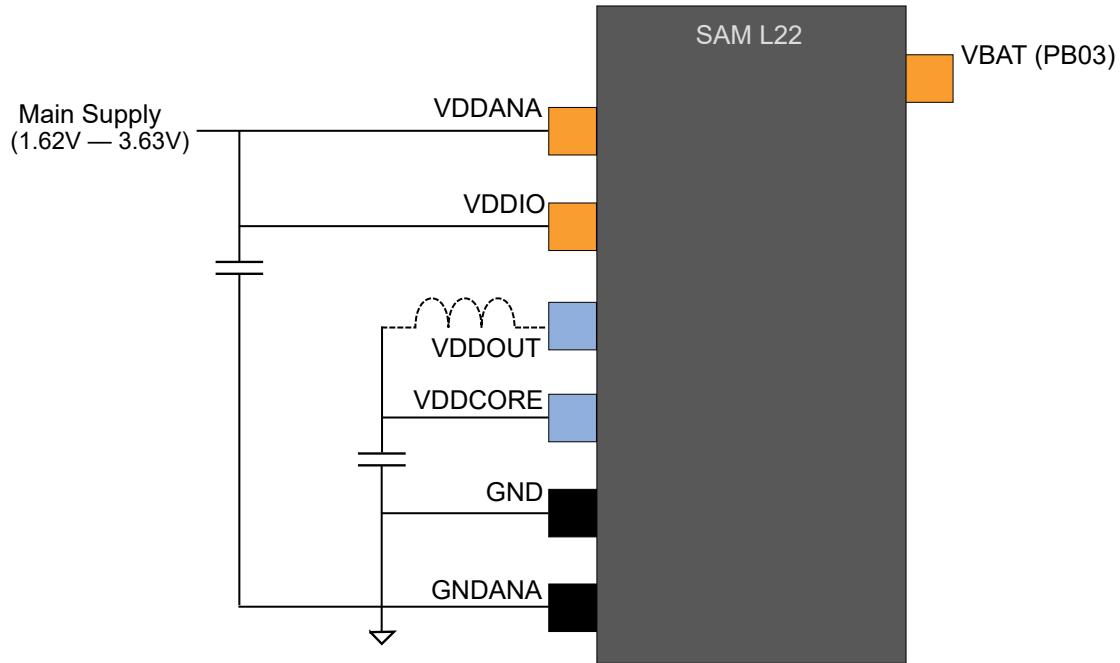 SAM L22
VBAT (PB03)
VDDANA
Main Supply
(1.62V — 3.63V)
VDDIO
VDDOUT
VDDCORE
GND
GNDANA